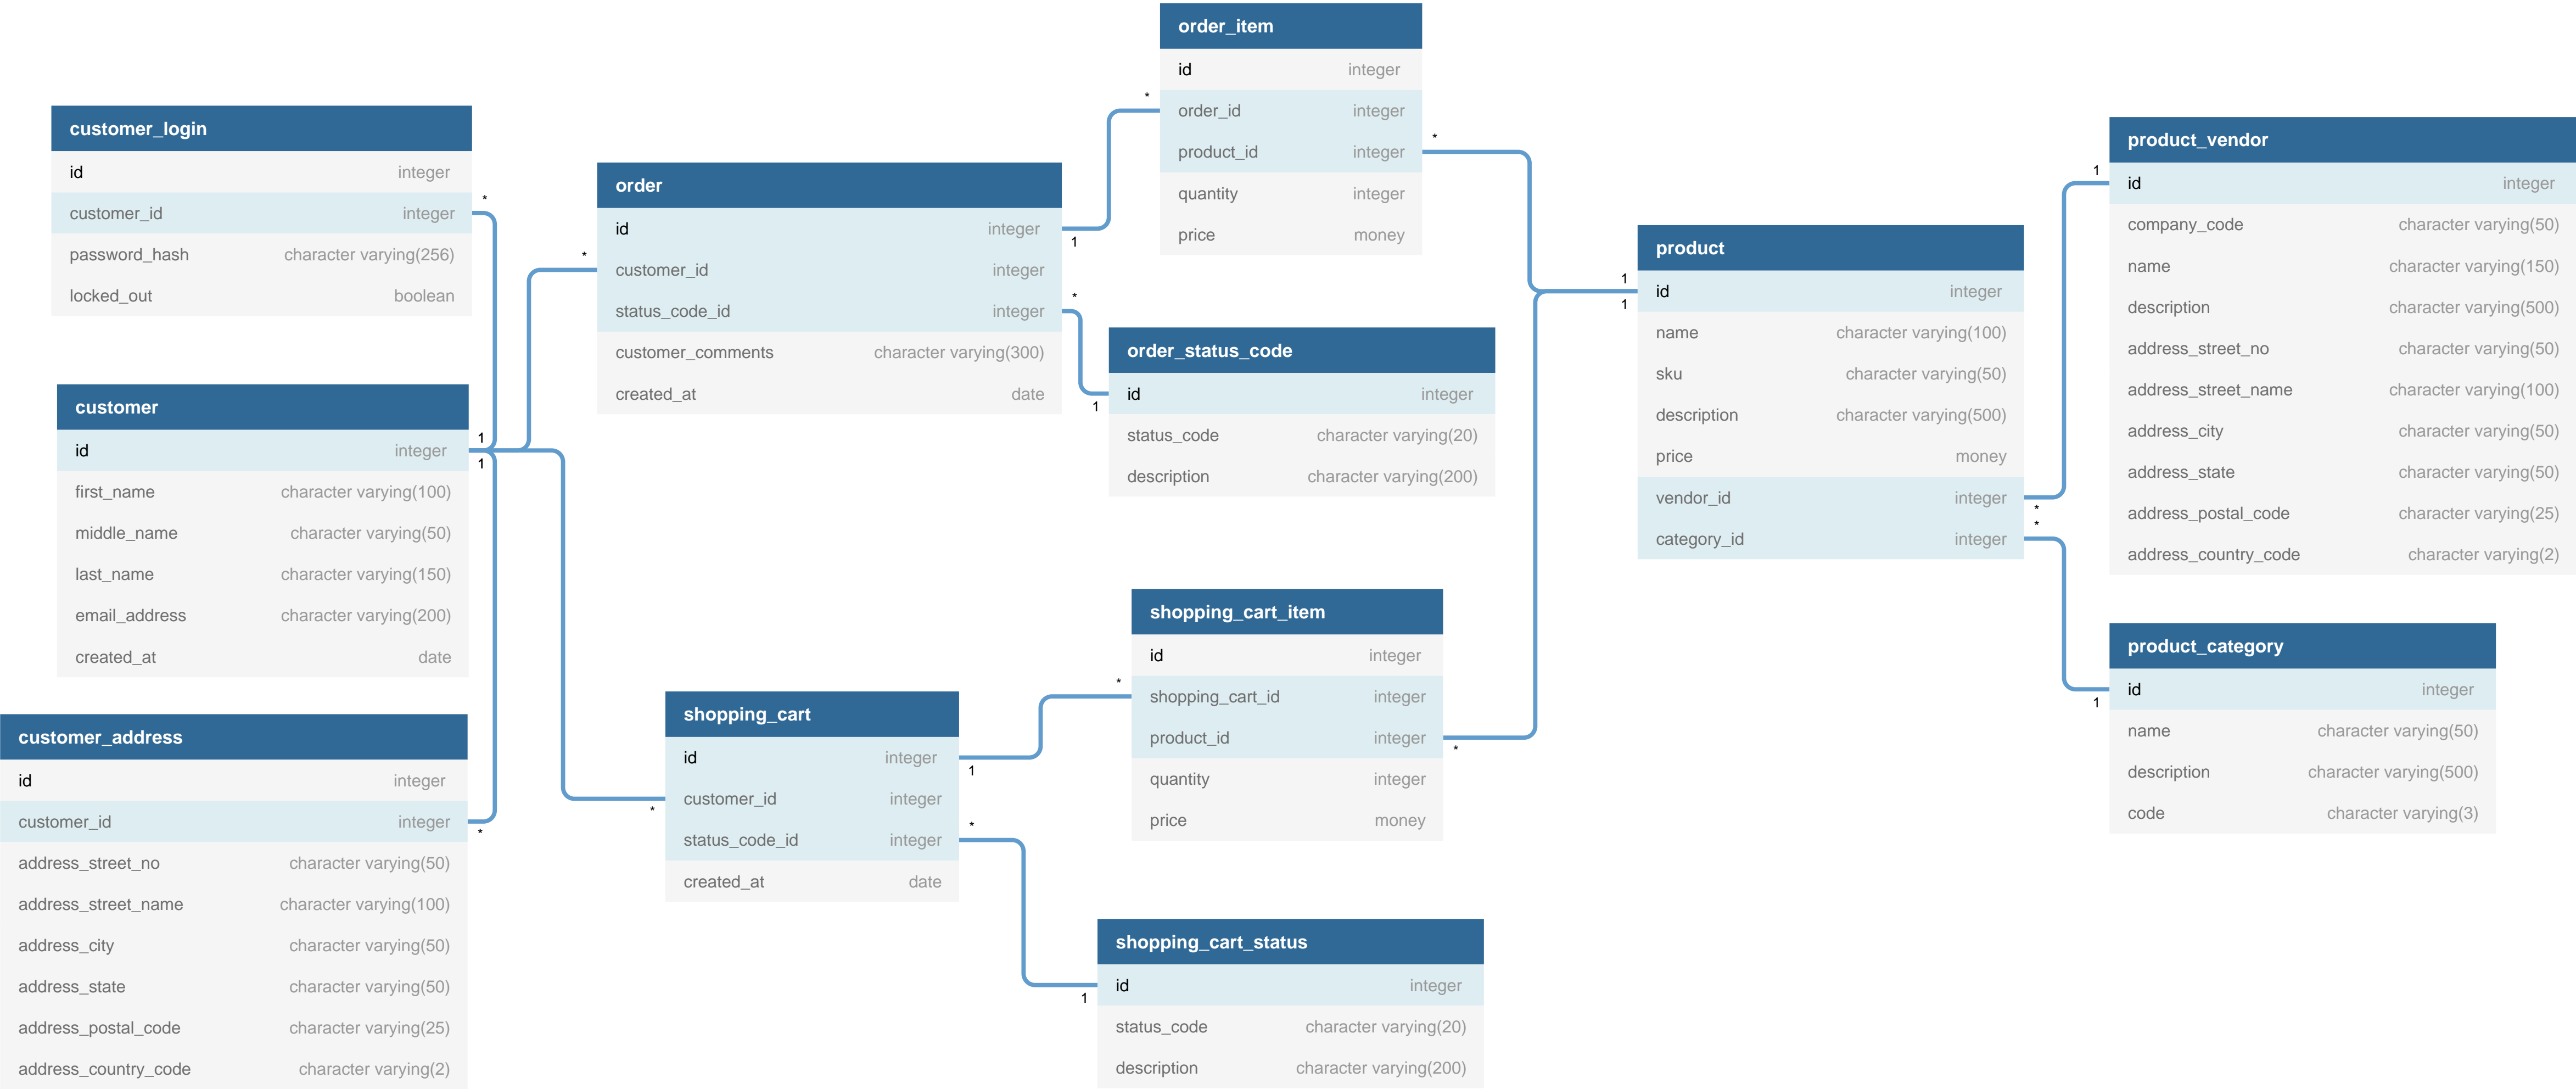 customer_login
id integer
*
customer_id integer
password_hash character varying(256)
locked_out boolean
customer
1
id integer
1
first_name character varying(100)
middle_name character varying(50)
last_name character varying(150)
email_address character varying(200)
created_at date
customer_address
id integer
customer_id integer
*
address_street_no character varying(50)
address_street_name character varying(100)
address_city character varying(50)
address_state character varying(50)
address_postal_code character varying(25)
address_country_code character varying(2)
order
id integer
1
*
customer_id integer
*
status_code_id integer
customer_comments character varying(300)
created_at date
shopping_cart
id integer
1
customer_id integer
*
*
status_code_id integer
created_at date
order_item
id integer
*
order_id integer
*
product_id integer
quantity integer
price money
order_status_code
id integer
1
status_code character varying(20)
description character varying(200)
shopping_cart_item
id integer
*
shopping_cart_id integer
product_id integer
*
quantity integer
price money
shopping_cart_status
id integer
1
status_code character varying(20)
description character varying(200)
product
1
id integer
1
name character varying(100)
sku character varying(50)
description character varying(500)
price money
vendor_id integer
*
*
category_id integer
product_vendor
1
id integer
company_code character varying(50)
name character varying(150)
description character varying(500)
address_street_no character varying(50)
address_street_name character varying(100)
address_city character varying(50)
address_state character varying(50)
address_postal_code character varying(25)
address_country_code character varying(2)
product_category
id integer
1
name character varying(50)
description character varying(500)
code character varying(3)